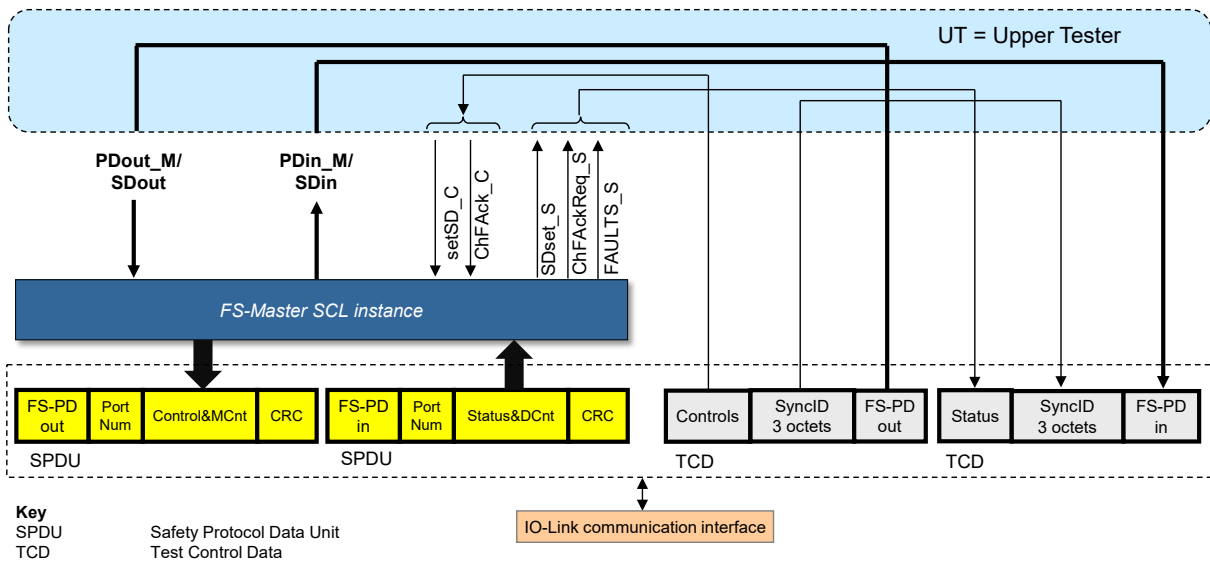 UT = Upper Tester
PDout_M/
SDout
PDin_M/
SDin
setSD_C
ChFAck_C
SDset_S
ChFAckReq_S
FAULTS_S
FS-Master SCL instance
FS-PD
out
Port
Num
Control&MCnt
CRC
FS-PD
in
Port
Num
Status&DCnt
CRC
Controls
SyncID
3 octets
FS-PD
out
Status
SyncID
3 octets
FS-PD
in
SPDU
SPDU
TCD
TCD
Key
SPDU Safety Protocol Data Unit
TCD Test Control Data
IO-Link communication interface